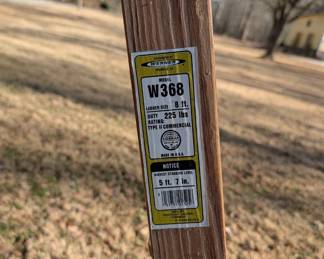 WERNER
MODEL
W368
LADDER SIZE 8 ft.
DUTY RATING: 225 lbs
TYPE II COMMERCIAL
MADE IN U.S.A.
NOTICE
HIGHEST STANDING LEVEL
5 ft. 7 in.